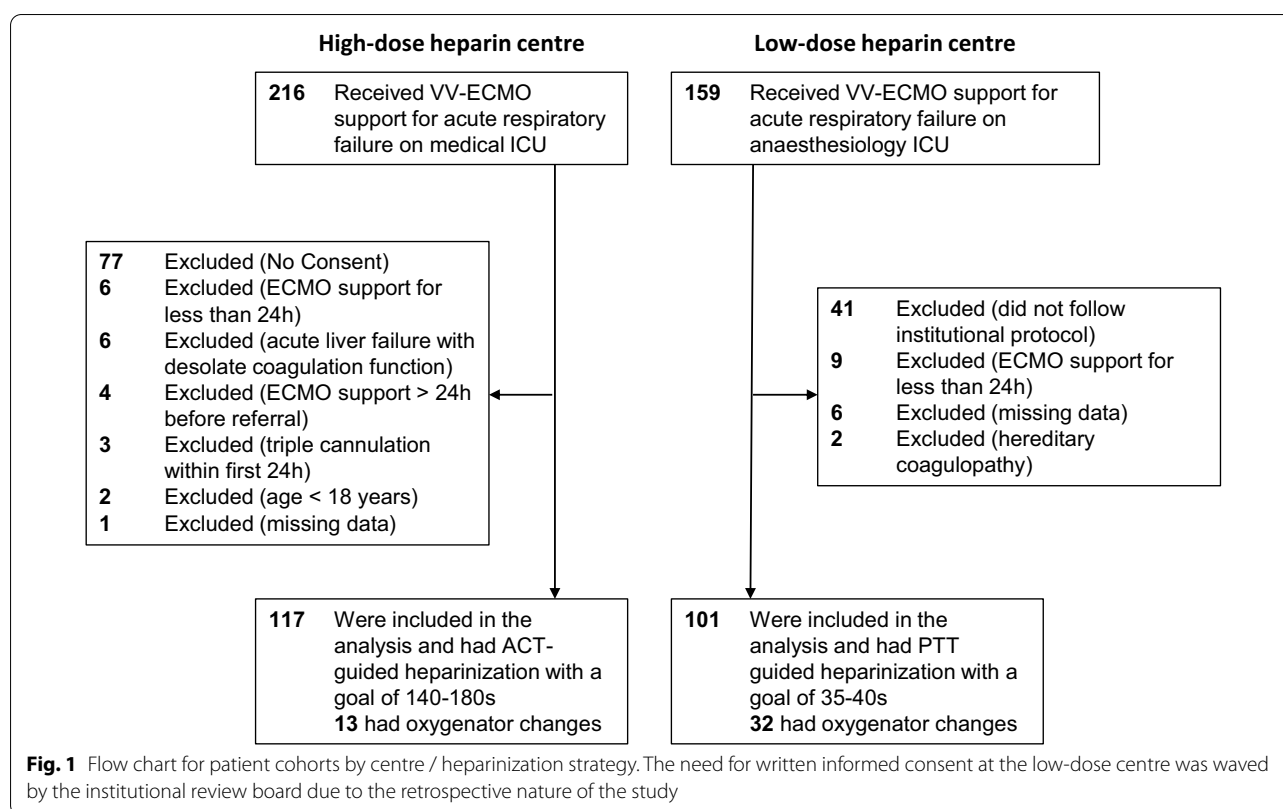 High-dose heparin centre
216 Received VV-ECMO
support for acute respiratory
failure on medical ICU
77 Excluded (No Consent)
6 Excluded (ECMO support for
less than 24h)
6 Excluded (acute liver failure with
desolate coagulation function)
4 Excluded (ECMO support > 24h
before referral)
3 Excluded (triple cannulation
within first 24h)
2 Excluded (age < 18 years)
1 Excluded (missing data)
117 Were included in the
analysis and had ACT-
guided heparinization with a
goal of 140-180s
13 had oxygenator changes
Low-dose heparin centre
159 Received VV-ECMO support for
acute respiratory failure on
anaesthesiology ICU
41 Excluded (did not follow
institutional protocol)
9 Excluded (ECMO support for
less than 24h)
6 Excluded (missing data)
2 Excluded (hereditary
coagulopathy)
101 Were included in the
analysis and had PTT
guided heparinization with a
goal of 35-40s
32 had oxygenator changes
Fig. 1 Flow chart for patient cohorts by centre / heparinization strategy. The need for written informed consent at the low-dose centre was waved
by the institutional review board due to the retrospective nature of the study